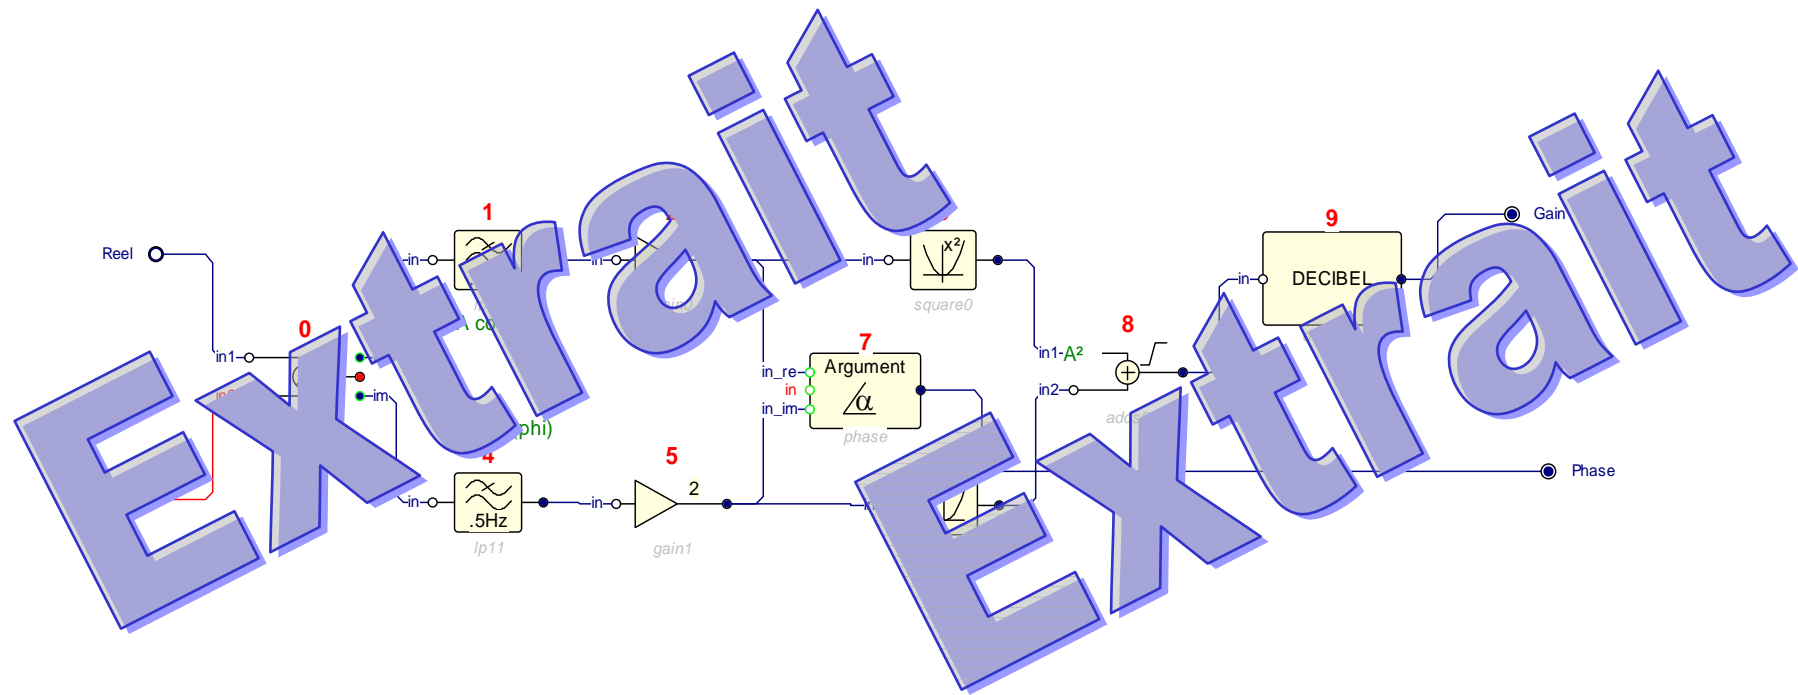 Extrait
Extrait
1
9
Gain
Reel
in
in
in
in
x²
DECIBEL
square0
0
8
7
in1
in1
A²
Argument
in_re
in
in_im
α
im
in2
phase
4
5
2
Phase
in
in
.5Hz
lp11
gain1